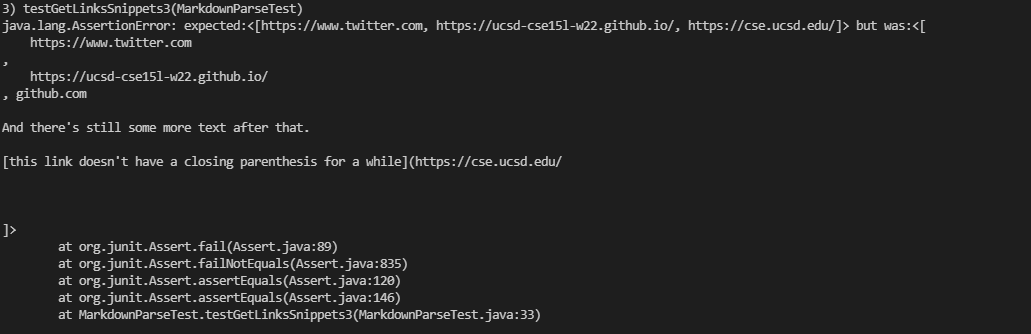 3) testGetLinksSnippets3(MarkdownParseTest)
java.lang.AssertionError: expected:<[https://www.twitter.com, https://ucsd-cse15l-w22.github.io/, https://cse.ucsd.edu/]> but was:<[
    https://www.twitter.com
,
    https://ucsd-cse15l-w22.github.io/
, github.com
And there's still some more text after that.
[this link doesn't have a closing parenthesis for a while](https://cse.ucsd.edu/
]>
        at org.junit.Assert.fail(Assert.java:89)
        at org.junit.Assert.failNotEquals(Assert.java:835)
        at org.junit.Assert.assertEquals(Assert.java:120)
        at org.junit.Assert.assertEquals(Assert.java:146)
        at MarkdownParseTest.testGetLinksSnippets3(MarkdownParseTest.java:33)